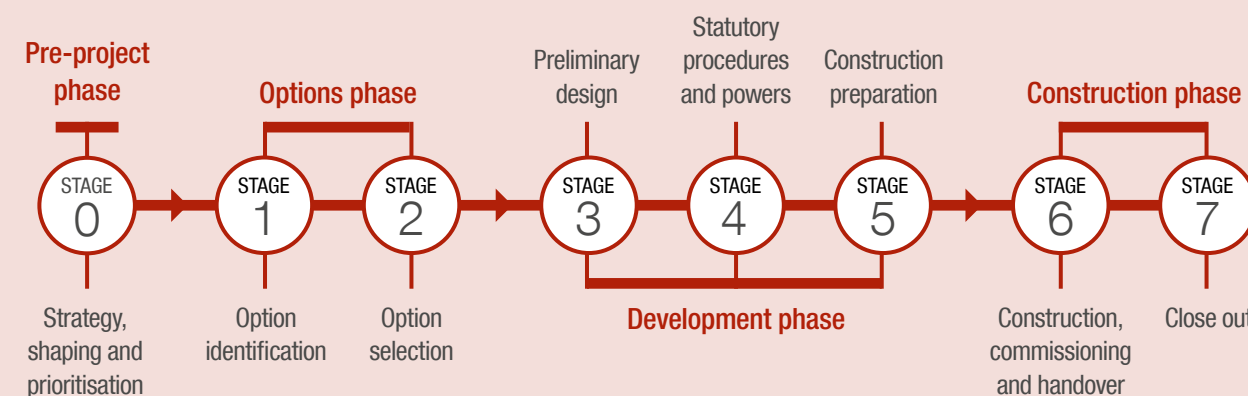 Pre-project
phase
Options phase
Preliminary
design
Statutory
procedures
and powers
Construction
preparation
Construction phase
STAGE
0
STAGE
1
STAGE
2
STAGE
3
STAGE
4
STAGE
5
STAGE
6
STAGE
7
Strategy,
shaping and
prioritisation
Option
identification
Option
selection
Development phase
Construction,
commissioning
and handover
Close out